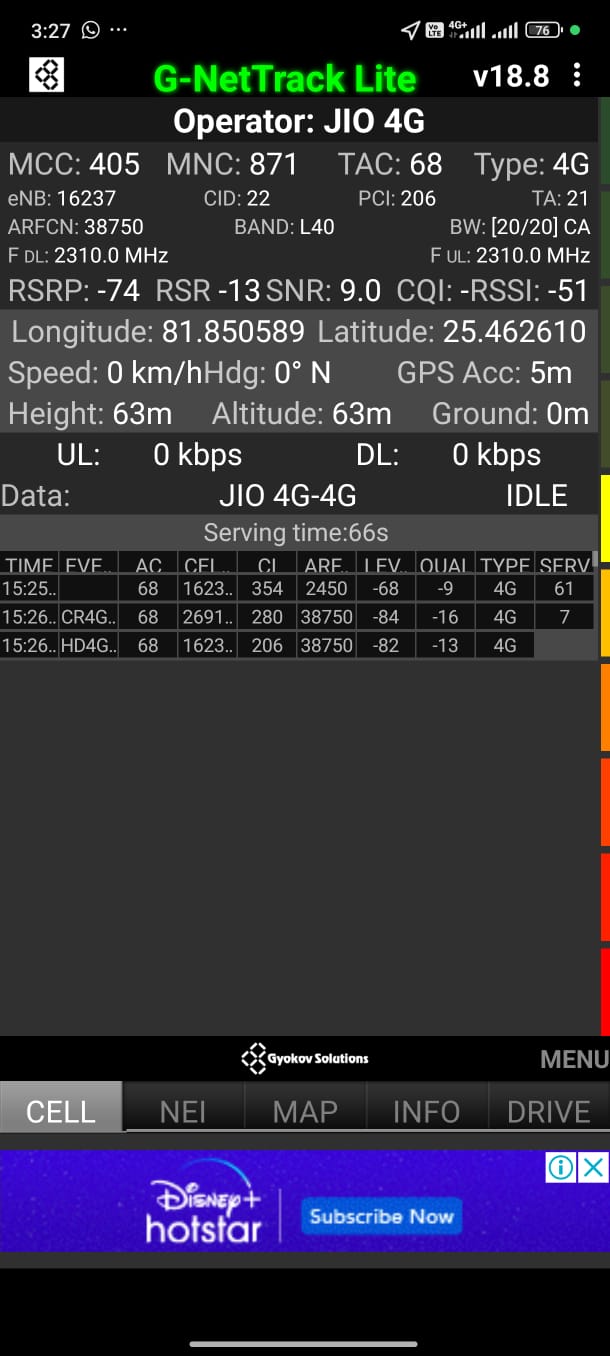 3:27 ... Vo LTE 4G+ 76
G-NetTrack Lite v18.8
Operator: JIO 4G
MCC: 405 MNC: 871 TAC: 68 Type: 4G
eNB: 16237 CID: 22 PCI: 206 TA: 21
ARFCN: 38750 BAND: L40 BW: [20/20] CA
F DL: 2310.0 MHz F UL: 2310.0 MHz
RSRP: -74 RSR -13 SNR: 9.0 CQI: -RSSI: -51
Longitude: 81.850589 Latitude: 25.462610
Speed: 0 km/hHdg: 0° N GPS Acc: 5m
Height: 63m Altitude: 63m Ground: 0m
UL: 0 kbps DL: 0 kbps
Data: JIO 4G-4G IDLE
Serving time:66s
TIME EVE.. AC CEL.. CI ARF.. LEV.. QUAL TYPE SERV
15:25.. 68 1623.. 354 2450 -68 -9 4G 61
15:26.. CR4G.. 68 2691.. 280 38750 -84 -16 4G 7
15:26.. HD4G.. 68 1623.. 206 38750 -82 -13 4G
Gyokov Solutions MENU
CELL NEI MAP INFO DRIVE
Disney+ hotstar Subscribe Now